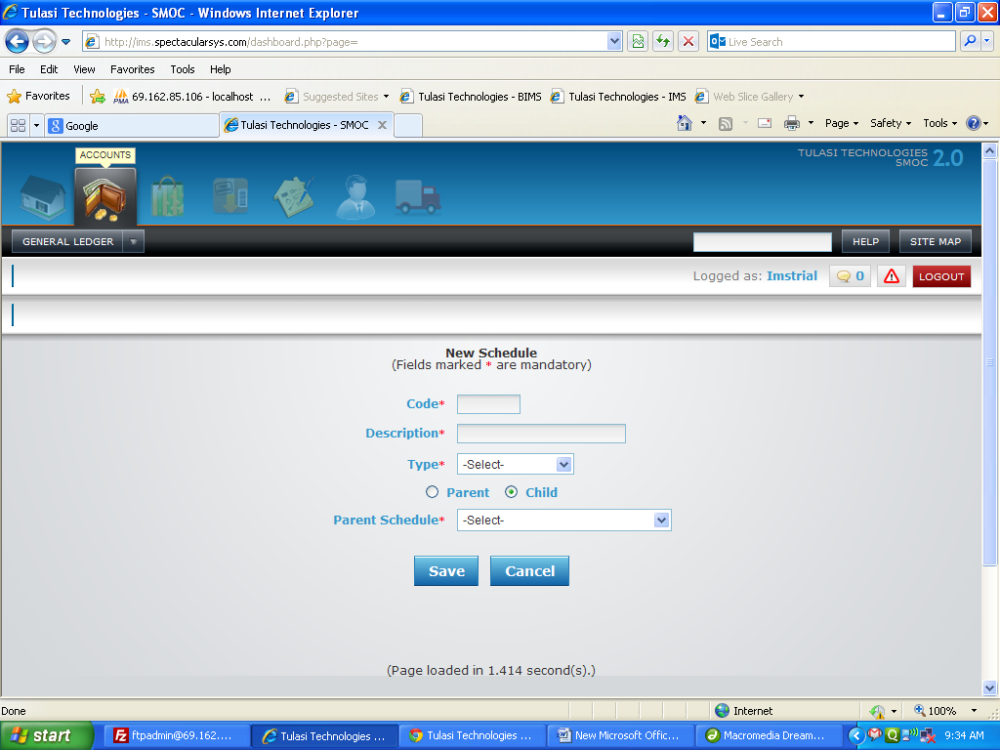 Tulasi Technologies - SMOC - Windows Internet Explorer
http://ims.spectacularsys.com/dashboard.php?page=
Live Search
File Edit View Favorites Tools Help
Favorites
PMA 69.162.85.106 - localhost ... Suggested Sites Tulasi Technologies - BIMS Tulasi Technologies - IMS Web Slice Gallery
Google Tulasi Technologies - SMOC Page Safety Tools
ACCOUNTS
TULASI TECHNOLOGIES
SMOC 2.0
GENERAL LEDGER HELP SITE MAP
Logged as: Imstrial 0 LOGOUT
New Schedule
(Fields marked * are mandatory)
Code*
Description*
Type* -Select-
Parent Child
Parent Schedule* -Select-
Save Cancel
(Page loaded in 1.414 second(s).)
Done Internet 100%
start ftpadmin@69.162.... Tulasi Technologies ... Tulasi Technologies ... New Microsoft Offic... Macromedia Dream... 9:34 AM